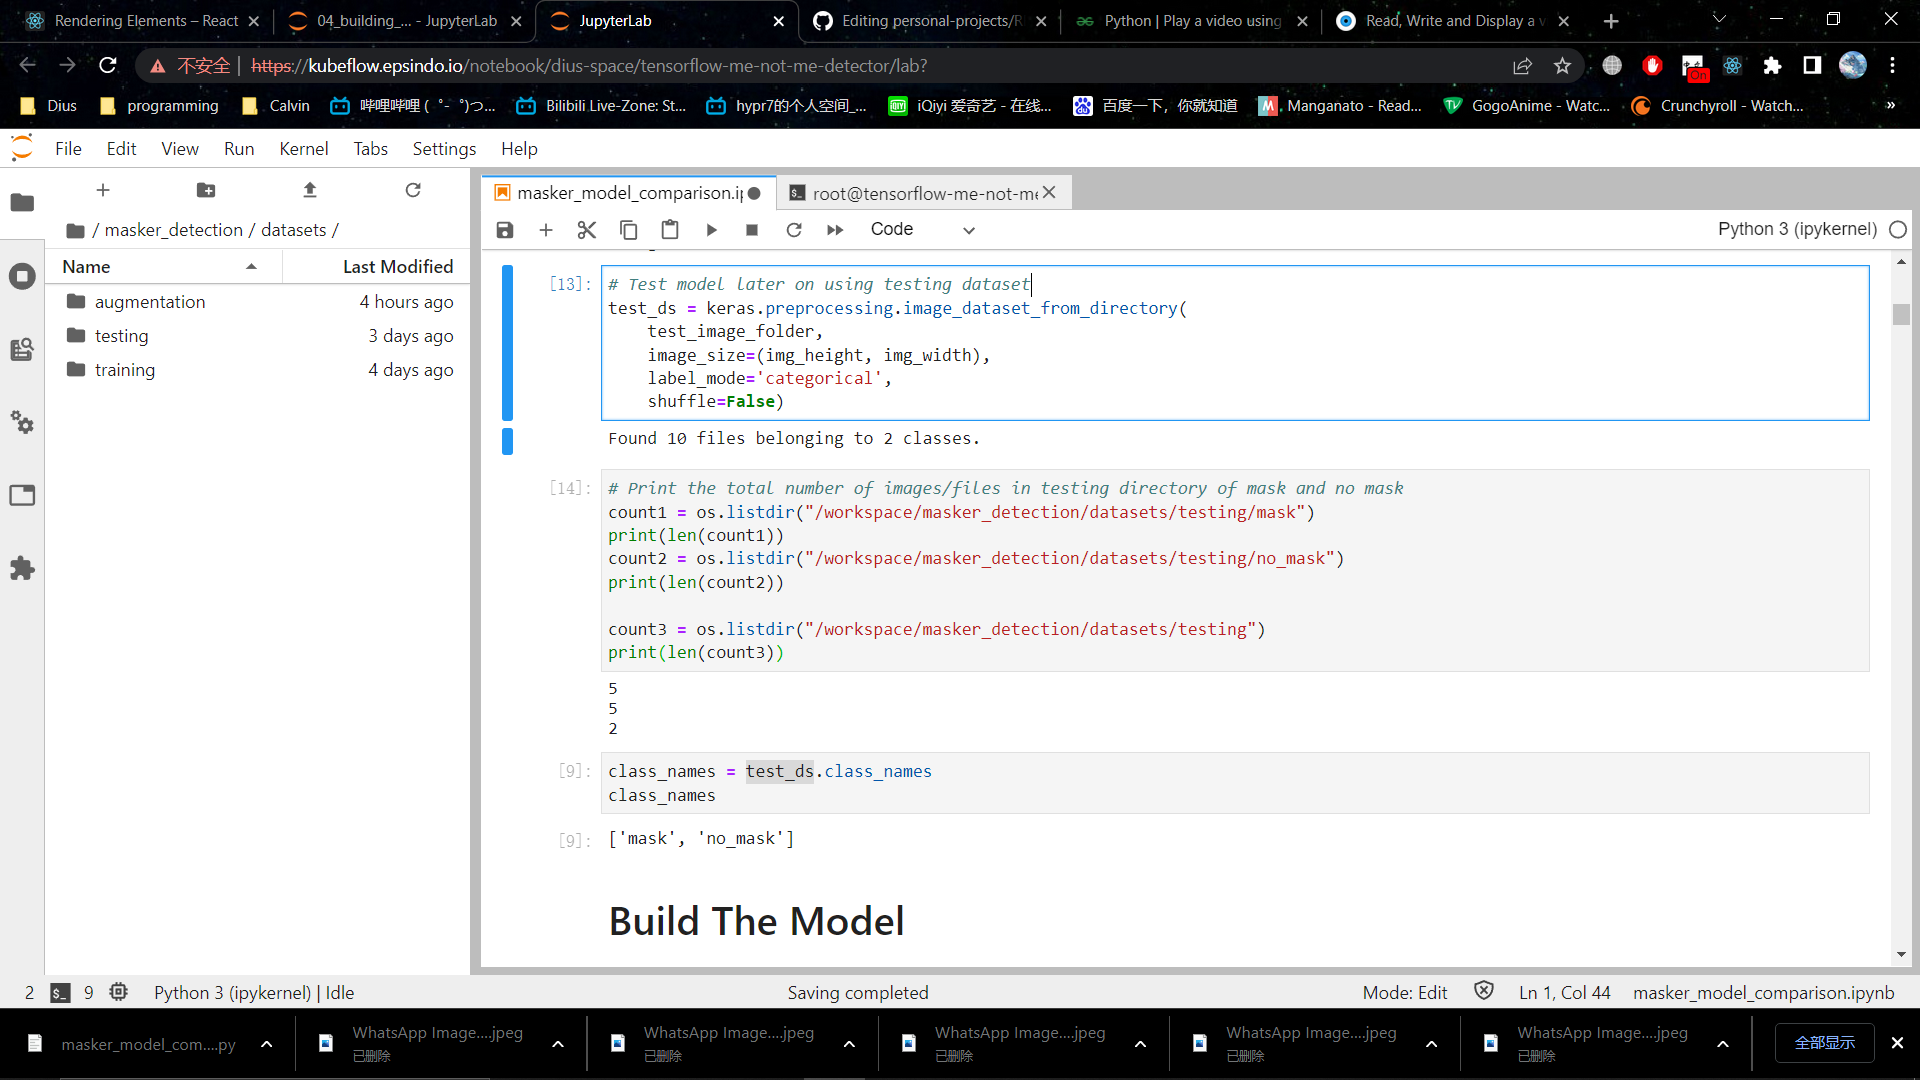 Rendering Elements – React
04_building_... - JupyterLab
JupyterLab
Editing personal-projects/R
Python | Play a video using
Read, Write and Display a v
不安全 | https://kubeflow.epsindo.io/notebook/dius-space/tensorflow-me-not-me-detector/lab?
On
Dius
programming
Calvin
哔哩哔哩 (゜-゜)つ...
Bilibili Live-Zone: St...
hypr7的个人空间_...
iQiyi 爱奇艺 - 在线...
百度一下，你就知道
Manganato - Read...
GogoAnime - Watc...
Crunchyroll - Watch...
»
File Edit View Run Kernel Tabs Settings Help
masker_model_comparison.ip
root@tensorflow-me-not-me
/ masker_detection / datasets /
Code
Python 3 (ipykernel)
Name Last Modified
augmentation 4 hours ago
testing 3 days ago
training 4 days ago
[13]: # Test model later on using testing dataset
test_ds = keras.preprocessing.image_dataset_from_directory(
test_image_folder,
image_size=(img_height, img_width),
label_mode='categorical',
shuffle=False)
Found 10 files belonging to 2 classes.
[14]: # Print the total number of images/files in testing directory of mask and no mask
count1 = os.listdir("/workspace/masker_detection/datasets/testing/mask")
print(len(count1))
count2 = os.listdir("/workspace/masker_detection/datasets/testing/no_mask")
print(len(count2))
count3 = os.listdir("/workspace/masker_detection/datasets/testing")
print(len(count3))
5
5
2
[9]: class_names = test_ds.class_names
class_names
[9]: ['mask', 'no_mask']
Build The Model
2 $_ 9 Python 3 (ipykernel) | Idle
Saving completed
Mode: Edit
Ln 1, Col 44
masker_model_comparison.ipynb
masker_model_com....py
WhatsApp Image....jpeg
已删除
WhatsApp Image....jpeg
已删除
WhatsApp Image....jpeg
已删除
WhatsApp Image....jpeg
已删除
WhatsApp Image....jpeg
已删除
全部显示